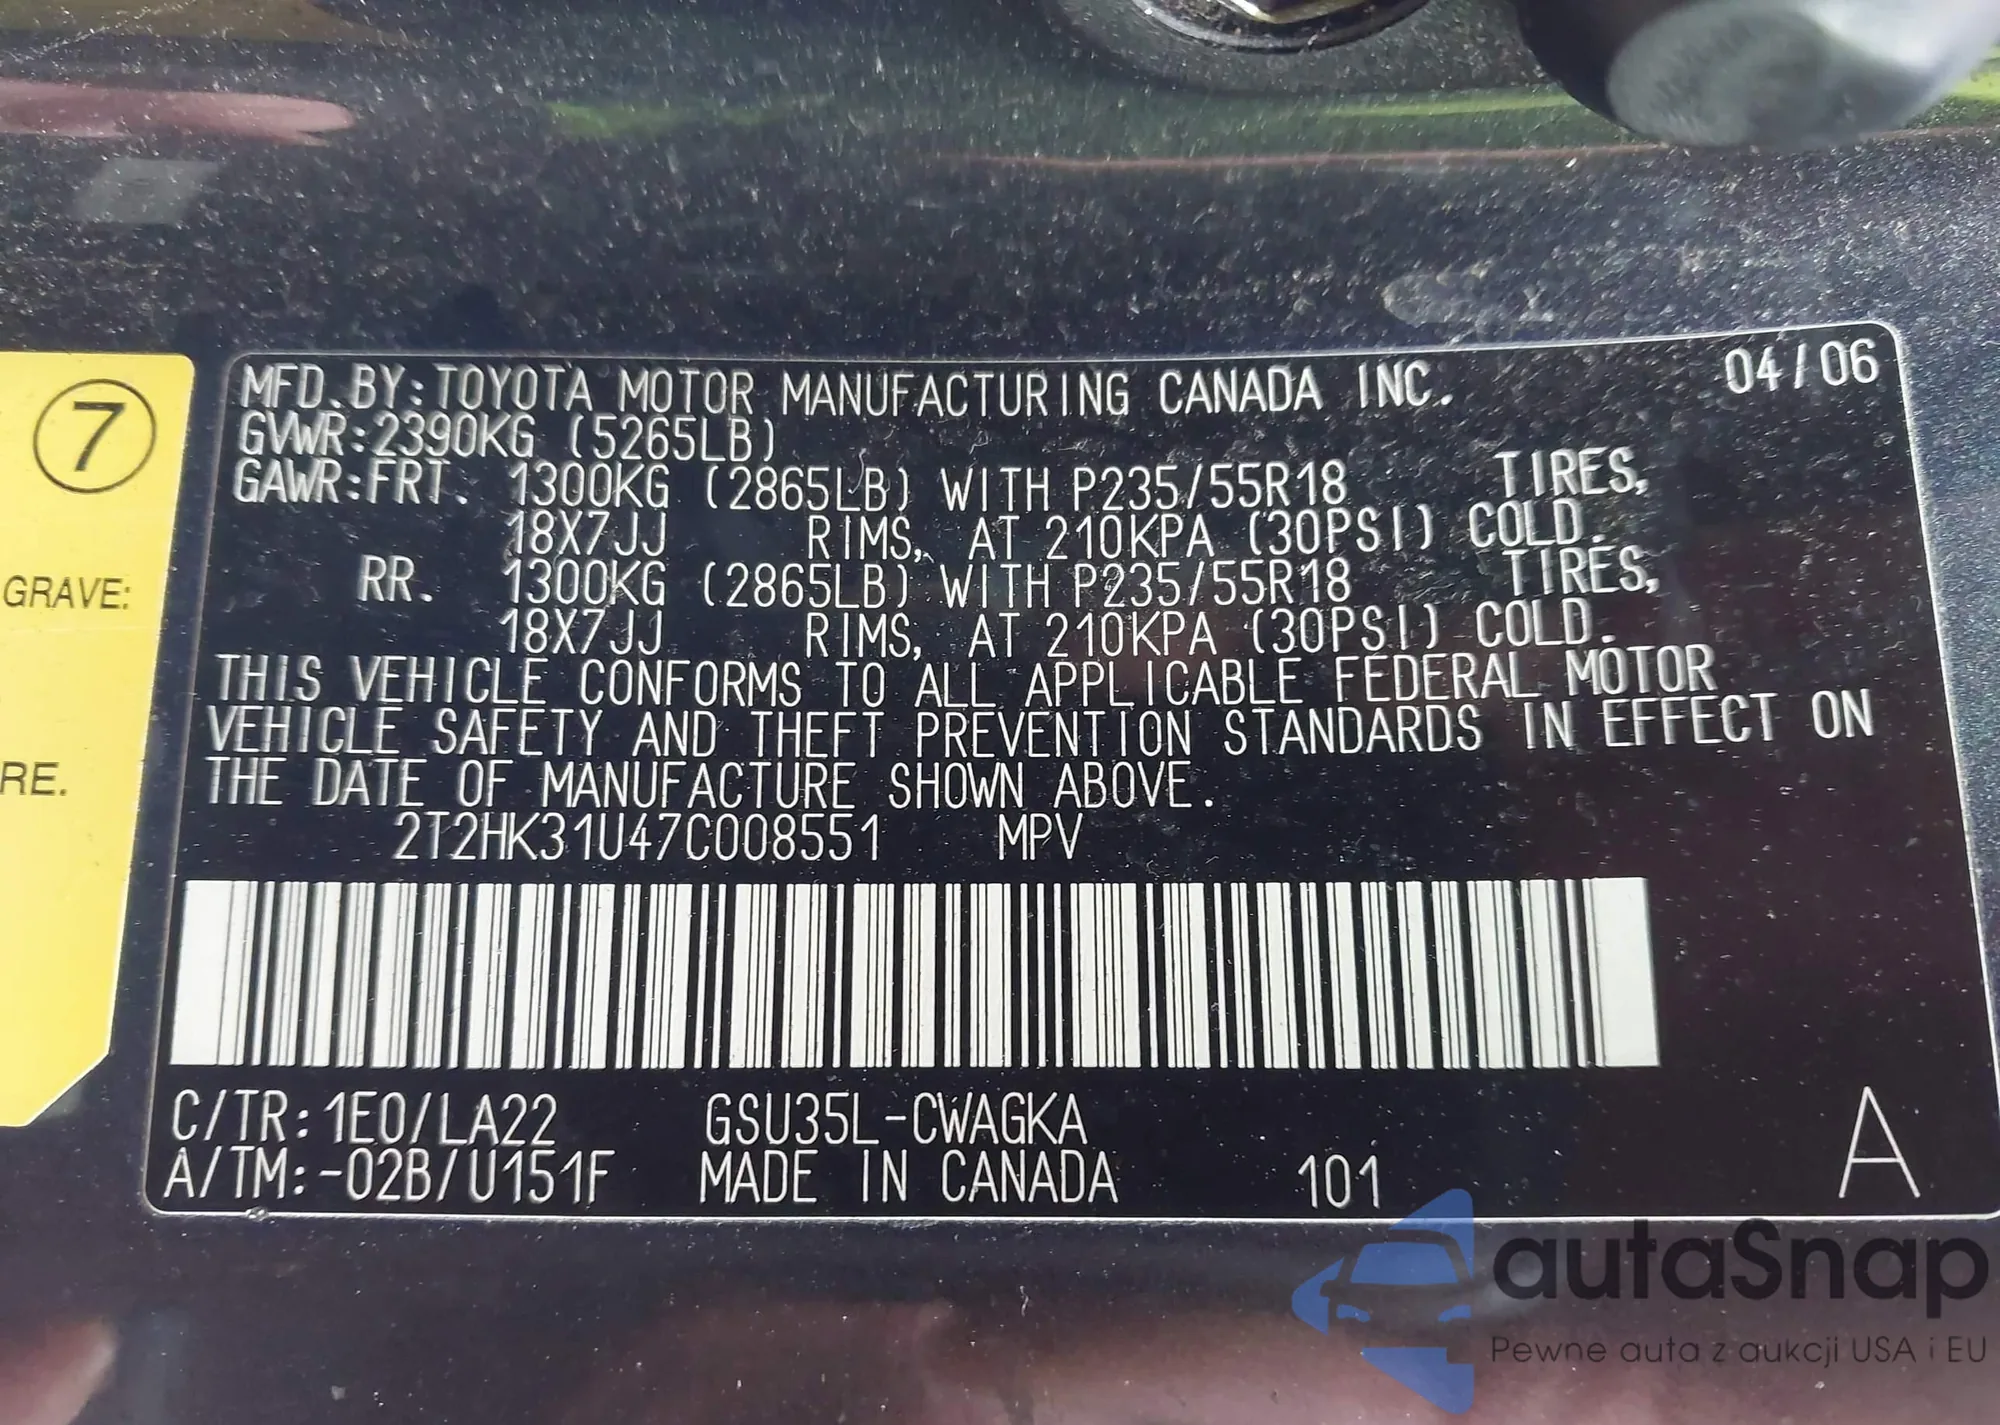 7
GRAVE:
RE.
MFD.BY:TOYOTA MOTOR MANUFACTURING CANADA INC. 04/06
GVWR:2390KG (5265LB)
GAWR:FRT. 1300KG (2865LB) WITH P235/55R18 TIRES,
18X7JJ RIMS, AT 210KPA (30PSI) COLD.
RR. 1300KG (2865LB) WITH P235/55R18 TIRES,
18X7JJ RIMS, AT 210KPA (30PSI) COLD.
THIS VEHICLE CONFORMS TO ALL APPLICABLE FEDERAL MOTOR
VEHICLE SAFETY AND THEFT PREVENTION STANDARDS IN EFFECT ON
THE DATE OF MANUFACTURE SHOWN ABOVE.
2T2HK31U47C008551 MPV
C/TR:1E0/LA22 GSU35L-CWAGKA
A/TM:-02B/U151F MADE IN CANADA 101 A
autaSnap
Pewne auta z aukcji USA i EU